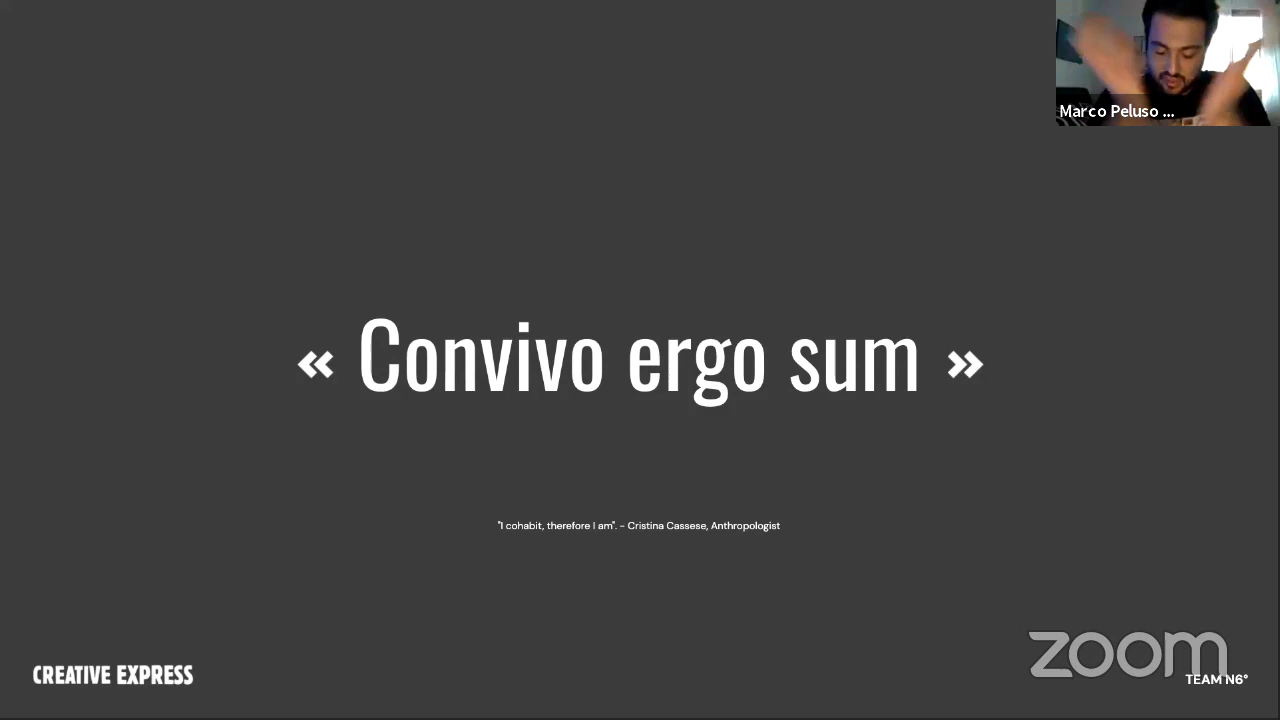 Marco Peluso ...
« Convivo ergo sum »
"I cohabit, therefore I am". - Cristina Cassese, Anthropologist
CREATIVE EXPRESS
zoom
TEAM N6°